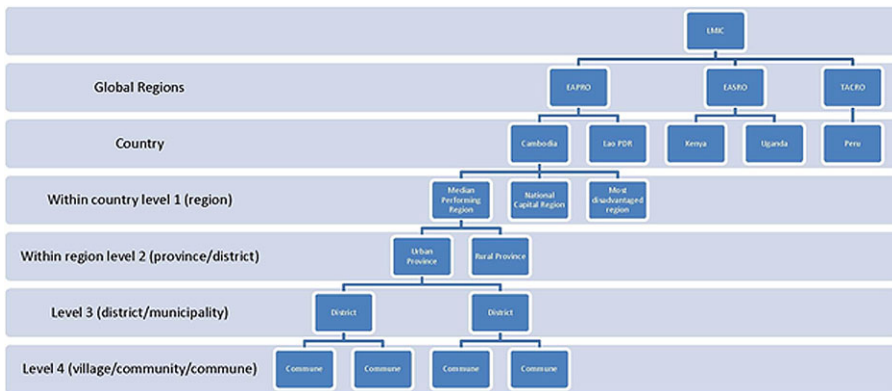 LMIC
Global Regions
EAPRO
EASRO
TACRO
Country
Cambodia
Lao PDR
Kenya
Uganda
Peru
Within country level 1 (region)
Median
Performing
Region
National
Capital Region
Most
disadvantaged
region
Within region level 2 (province/district)
Urban
Province
Rural Province
Level 3 (district/municipality)
District
District
Level 4 (village/community/commune)
Commune
Commune
Commune
Commune